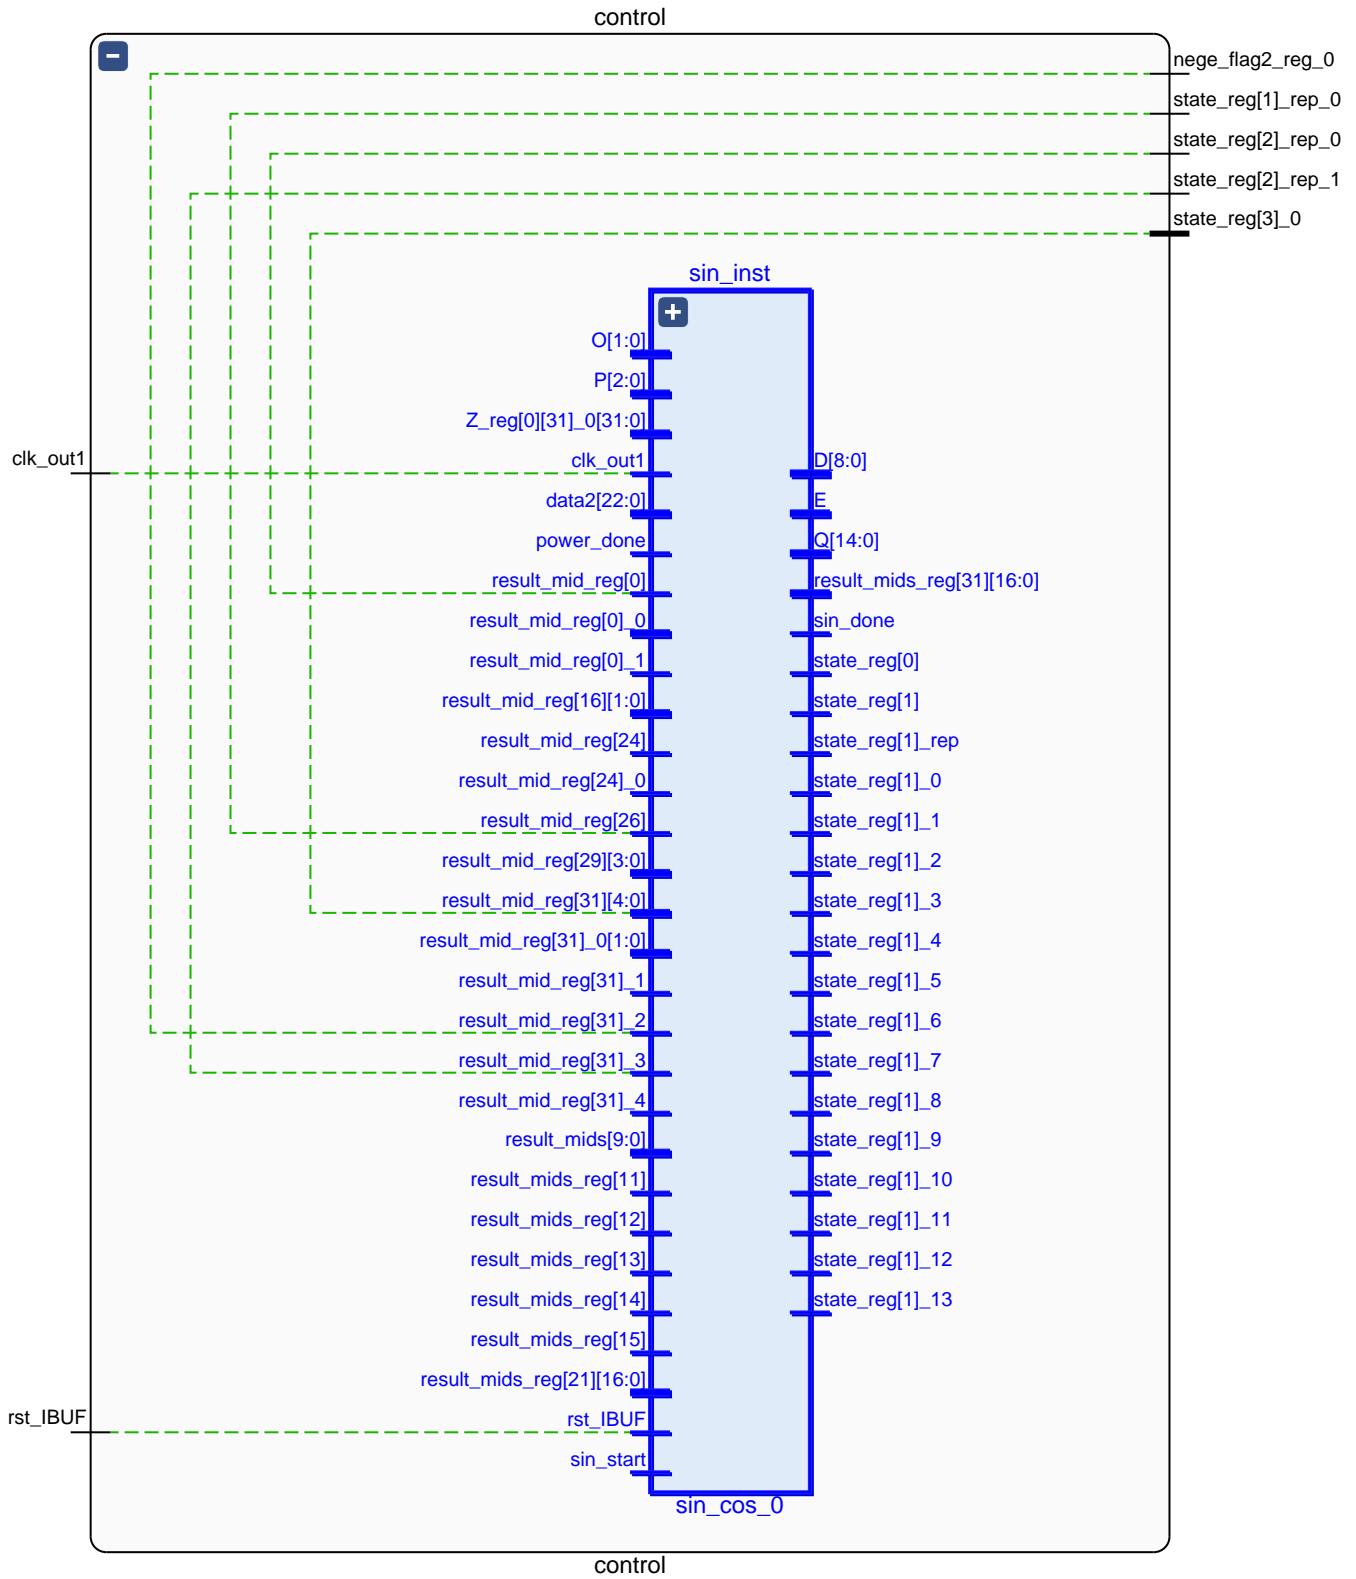 control
nege_flag2_reg_0
state_reg[1]_rep_0
state_reg[2]_rep_0
state_reg[2]_rep_1
state_reg[3]_0
sin_inst
O[1:0]
P[2:0]
Z_reg[0][31]_0[31:0]
clk_out1
clk_out1
data2[22:0]
power_done
result_mid_reg[0]
result_mid_reg[0]_0
result_mid_reg[0]_1
result_mid_reg[16][1:0]
result_mid_reg[24]
result_mid_reg[24]_0
result_mid_reg[26]
result_mid_reg[29][3:0]
result_mid_reg[31][4:0]
result_mid_reg[31]_0[1:0]
result_mid_reg[31]_1
result_mid_reg[31]_2
result_mid_reg[31]_3
result_mid_reg[31]_4
result_mids[9:0]
result_mids_reg[11]
result_mids_reg[12]
result_mids_reg[13]
result_mids_reg[14]
result_mids_reg[15]
result_mids_reg[21][16:0]
rst_IBUF
rst_IBUF
sin_start
D[8:0]
E
Q[14:0]
result_mids_reg[31][16:0]
sin_done
state_reg[0]
state_reg[1]
state_reg[1]_rep
state_reg[1]_0
state_reg[1]_1
state_reg[1]_2
state_reg[1]_3
state_reg[1]_4
state_reg[1]_5
state_reg[1]_6
state_reg[1]_7
state_reg[1]_8
state_reg[1]_9
state_reg[1]_10
state_reg[1]_11
state_reg[1]_12
state_reg[1]_13
sin_cos_0
control